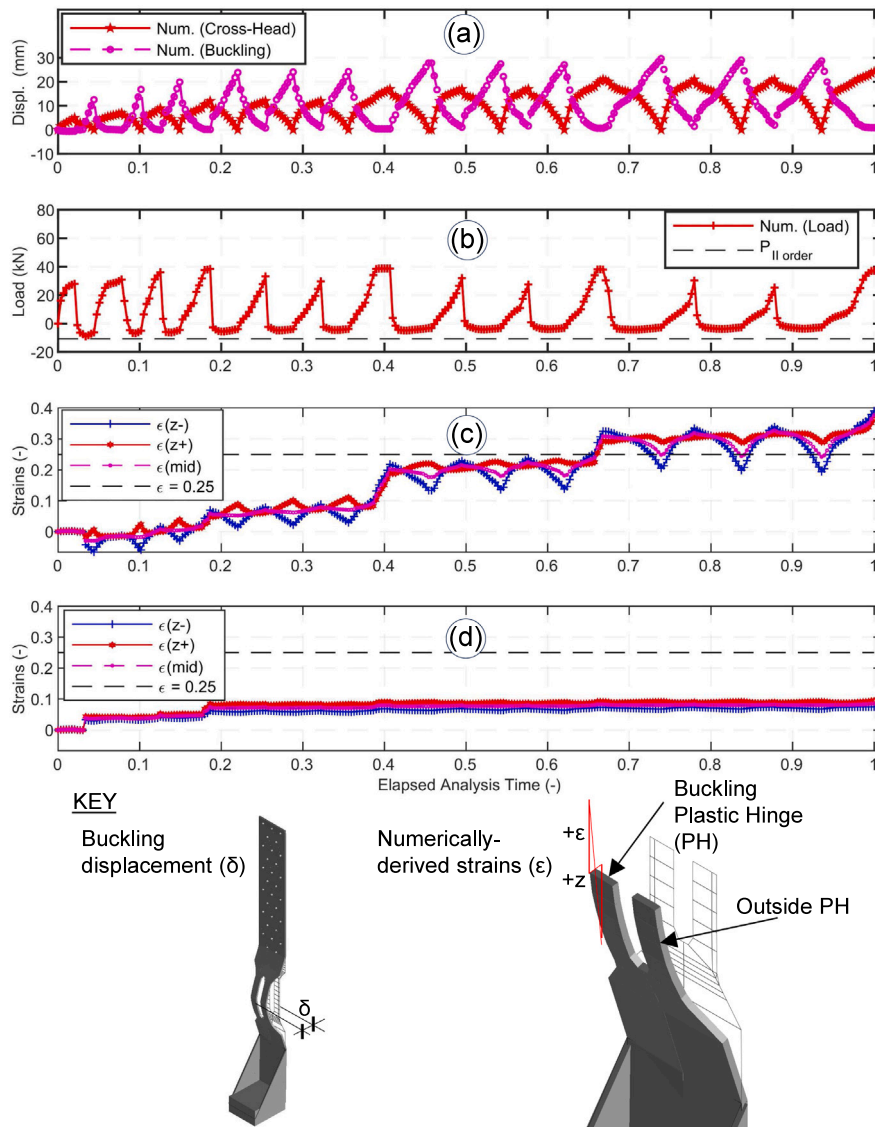 Num. (Cross-Head)
Num. (Buckling)
(a)
Displ. (mm)
30
20
10
0
-10
0 0.1 0.2 0.3 0.4 0.5 0.6 0.7 0.8 0.9 1
(b)
Num. (Load)
P II order
Load (kN)
80
60
40
20
0
-20
0 0.1 0.2 0.3 0.4 0.5 0.6 0.7 0.8 0.9 1
ϵ(z-)
ϵ(z+)
ϵ(mid)
ϵ = 0.25
(c)
Strains (-)
0.4
0.3
0.2
0.1
0
0 0.1 0.2 0.3 0.4 0.5 0.6 0.7 0.8 0.9 1
ϵ(z-)
ϵ(z+)
ϵ(mid)
ϵ = 0.25
(d)
Strains (-)
0.4
0.3
0.2
0.1
0
0 0.1 0.2 0.3 0.4 0.5 0.6 0.7 0.8 0.9 1
Elapsed Analysis Time (-)
KEY
Buckling
displacement (δ)
δ
Numerically-
derived strains (ε)
+ε
+z
Buckling
Plastic Hinge
(PH)
Outside PH